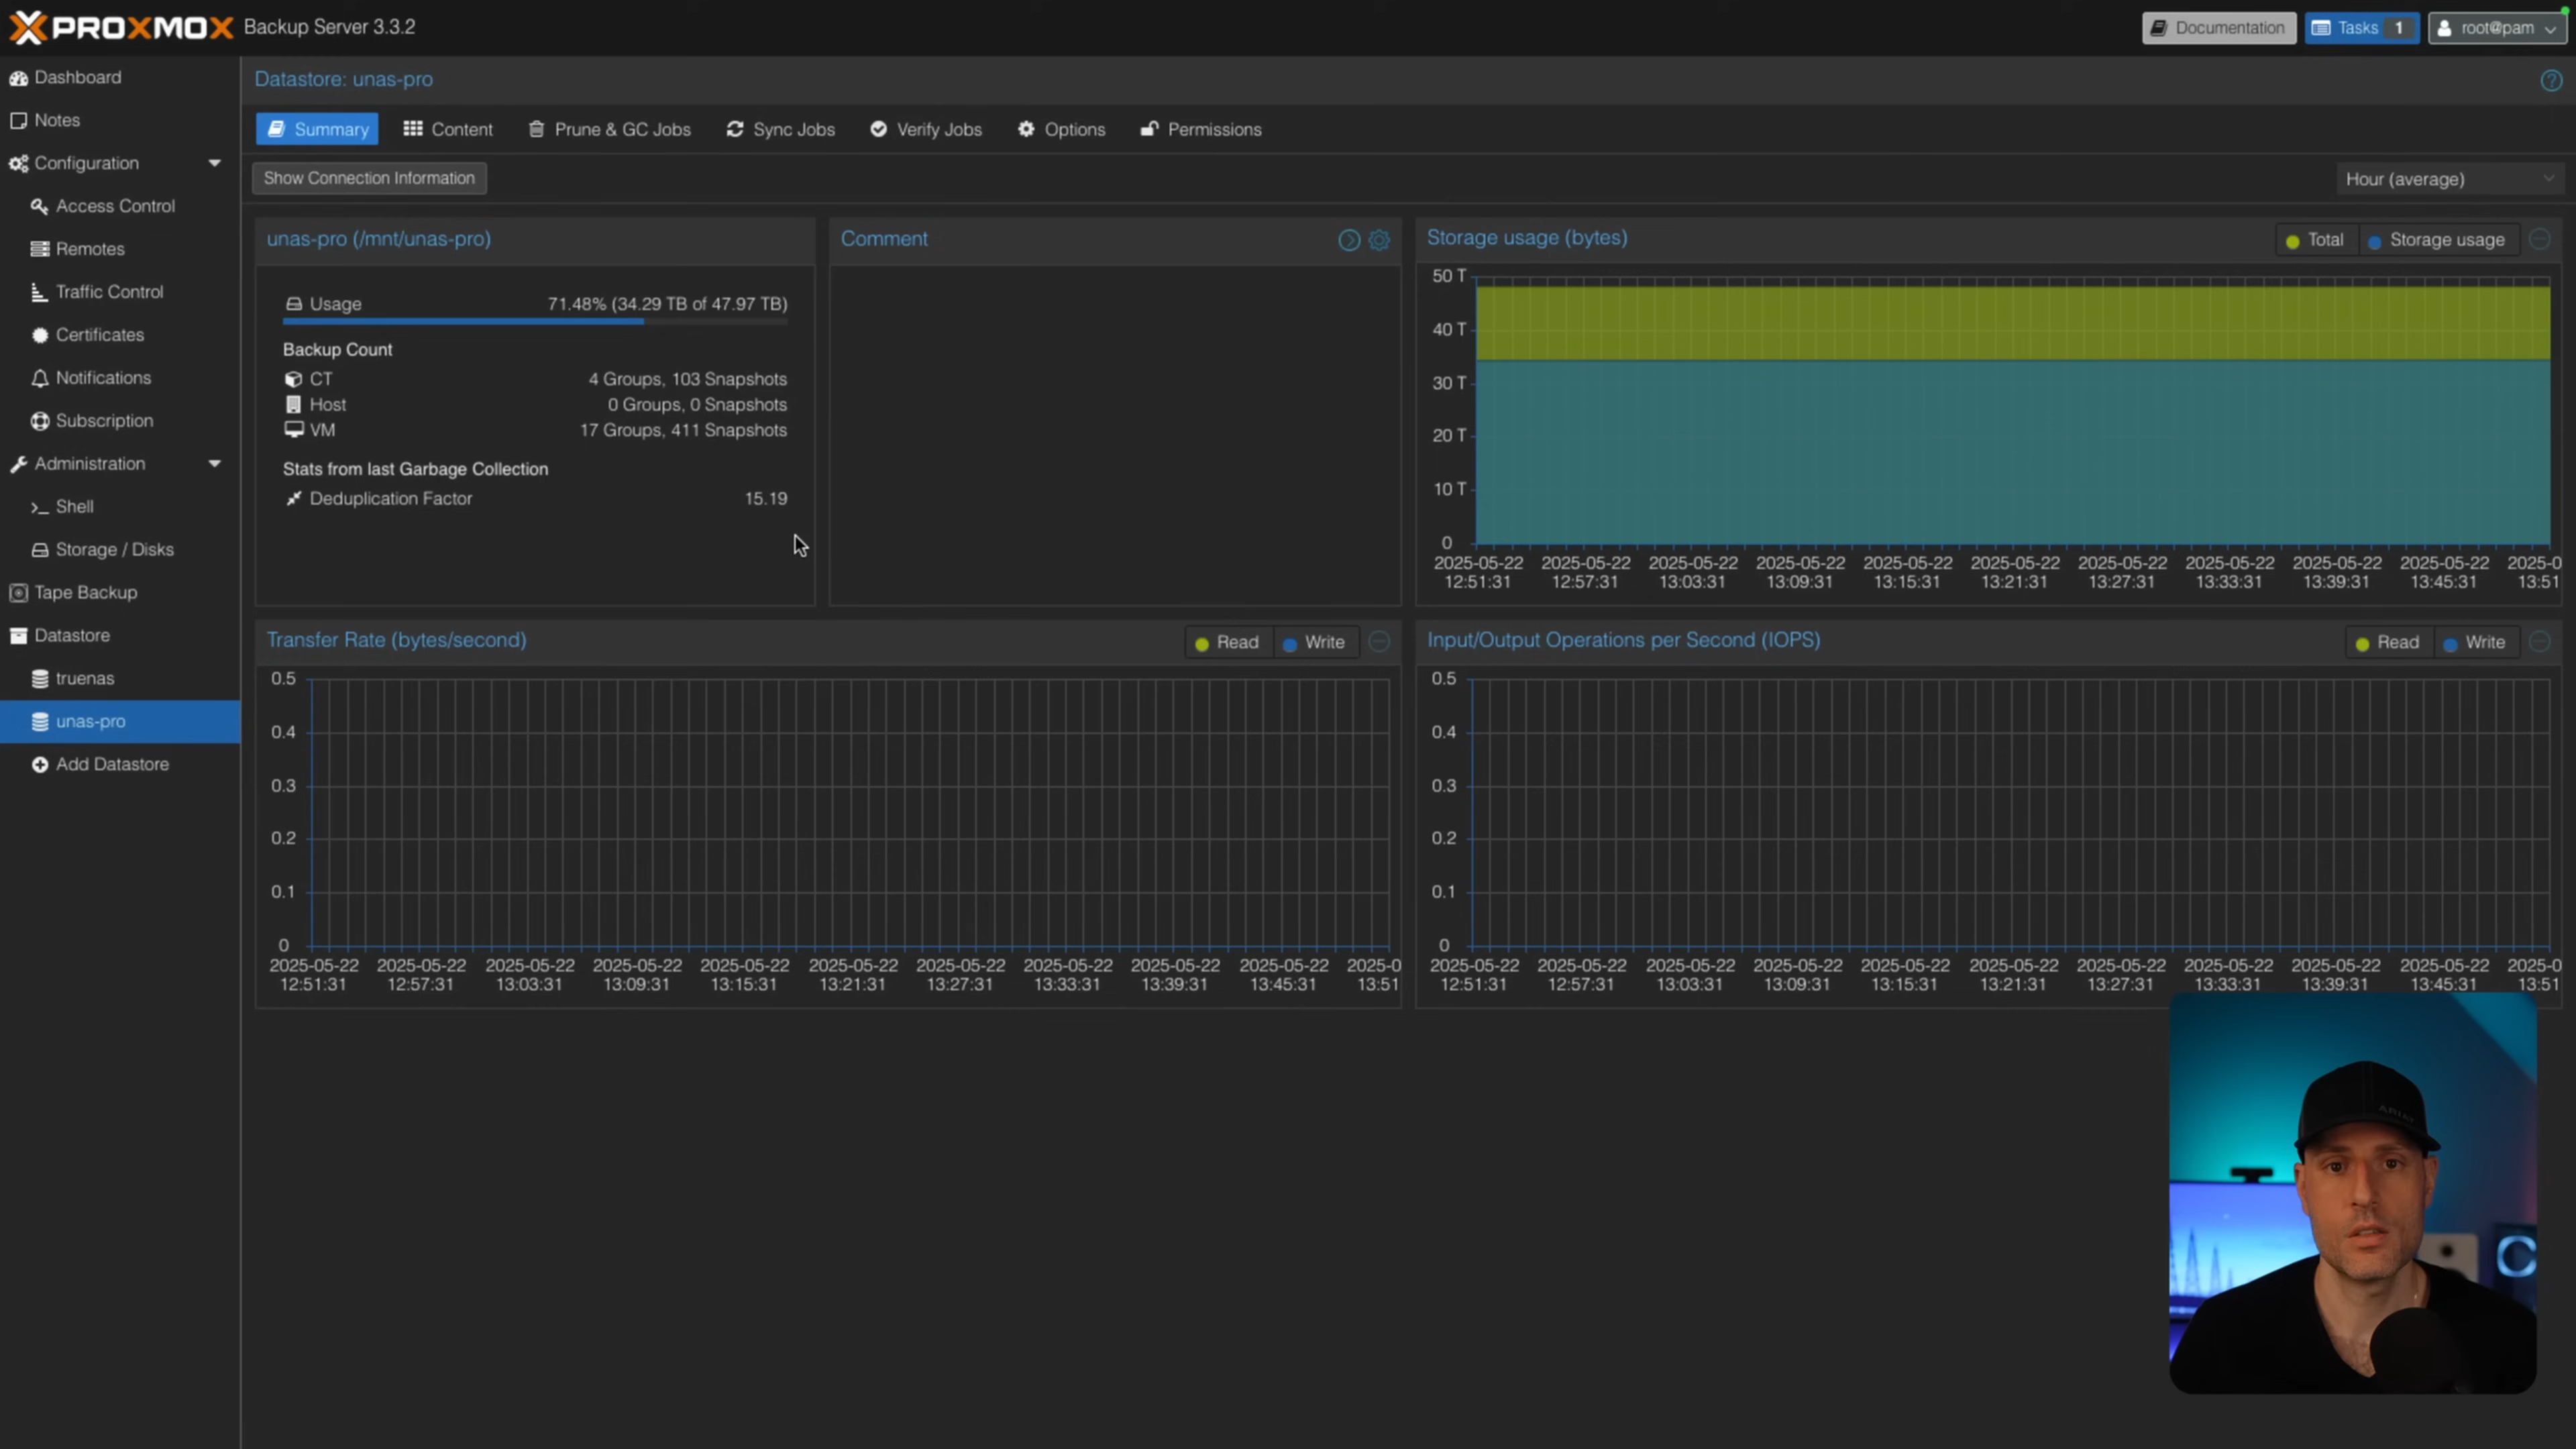 PROXMOX Backup Server 3.3.2
Documentation
Tasks 1
root@pam
Dashboard
Notes
Configuration
Access Control
Remotes
Traffic Control
Certificates
Notifications
Subscription
Administration
Shell
Storage / Disks
Tape Backup
Datastore
truenas
unas-pro
Add Datastore
Datastore: unas-pro
Summary Content Prune & GC Jobs Sync Jobs Verify Jobs Options Permissions
Show Connection Information
Hour (average)
unas-pro (/mnt/unas-pro)
Usage 71.48% (34.29 TB of 47.97 TB)
Backup Count
CT 4 Groups, 103 Snapshots
Host 0 Groups, 0 Snapshots
VM 17 Groups, 411 Snapshots
Stats from last Garbage Collection
Deduplication Factor 15.19
Comment
Storage usage (bytes)
Total Storage usage
50 T
40 T
30 T
20 T
10 T
0
2025-05-22 2025-05-22 2025-05-22 2025-05-22 2025-05-22 2025-05-22 2025-05-22 2025-05-22 2025-05-22 2025-05-22 2025-0
12:51:31 12:57:31 13:03:31 13:09:31 13:15:31 13:21:31 13:27:31 13:33:31 13:39:31 13:45:31 13:51
Transfer Rate (bytes/second)
Read Write
0.5
0.4
0.3
0.2
0.1
0
2025-05-22 2025-05-22 2025-05-22 2025-05-22 2025-05-22 2025-05-22 2025-05-22 2025-05-22 2025-05-22 2025-05-22 2025-0
12:51:31 12:57:31 13:03:31 13:09:31 13:15:31 13:21:31 13:27:31 13:33:31 13:39:31 13:45:31 13:51
Input/Output Operations per Second (IOPS)
Read Write
0.5
0.4
0.3
0.2
0.1
0
2025-05-22 2025-05-22 2025-05-22 2025-05-22 2025-05-22 2025-05-22 2025-05-22 2025-05-22 2025-05-22 2025-05-22 2025-0
12:51:31 12:57:31 13:03:31 13:09:31 13:15:31 13:21:31 13:27:31 13:33:31 13:39:31 13:45:31 13:51